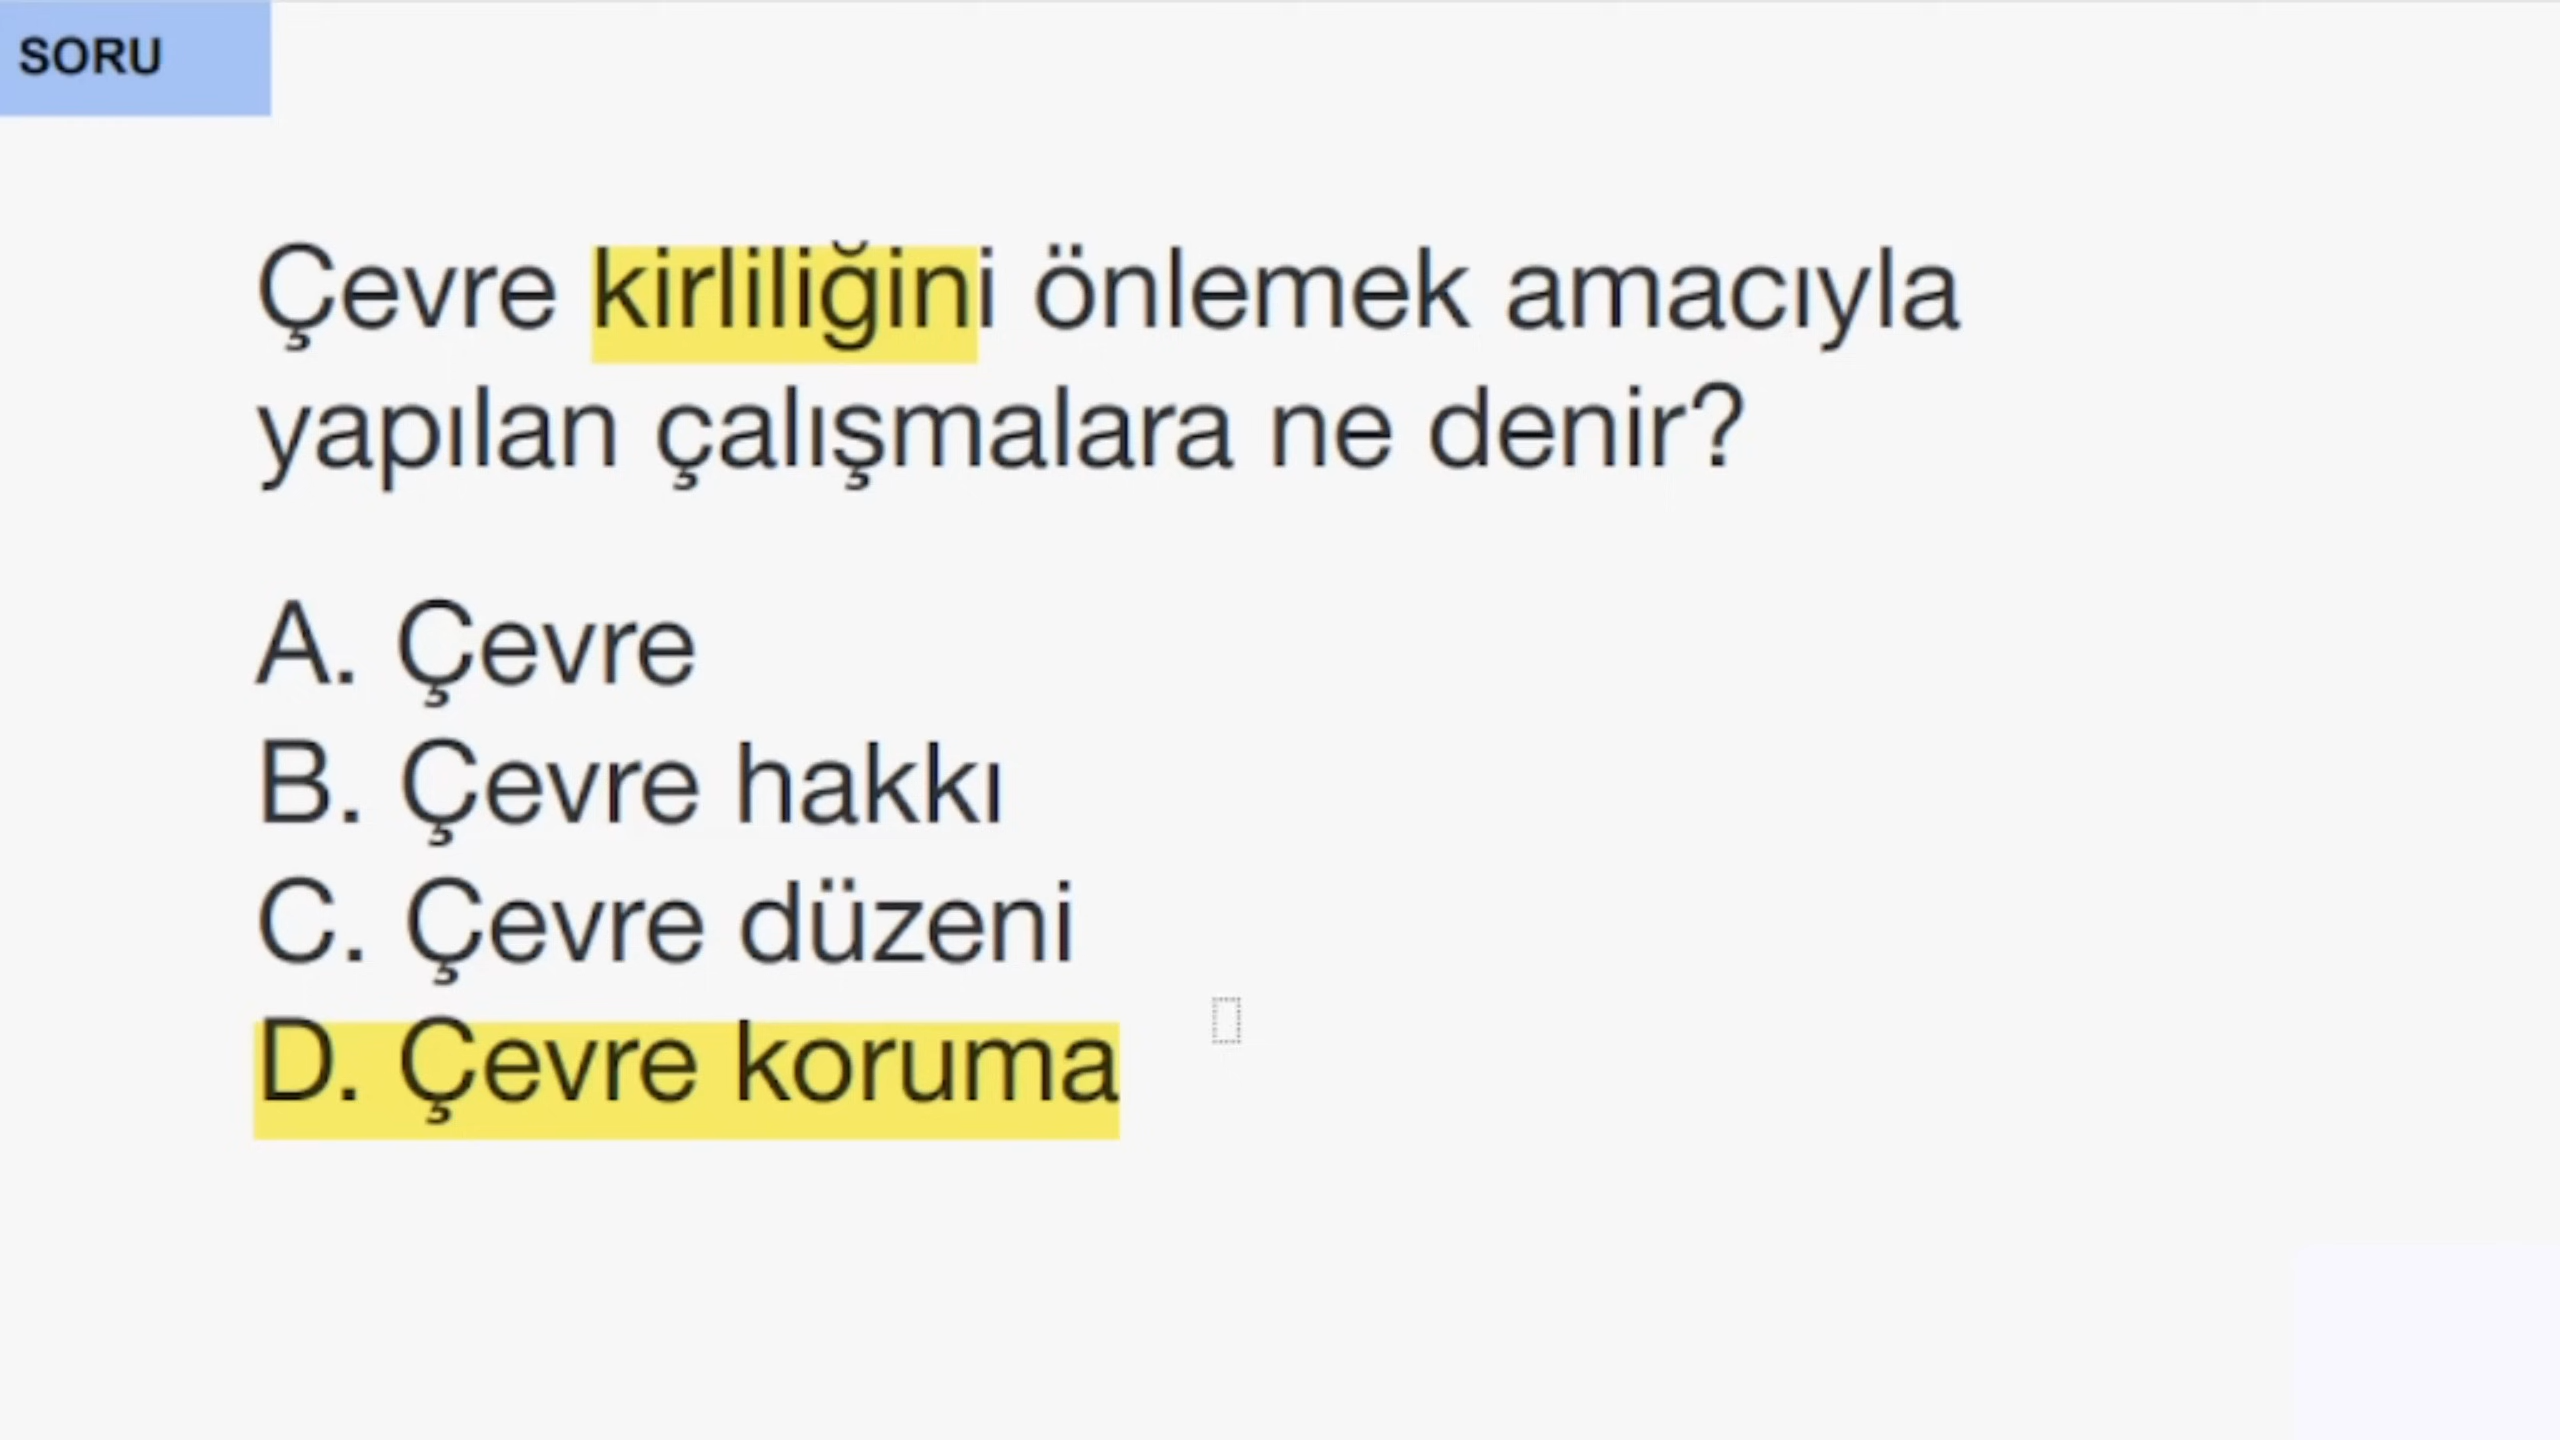 SORU
Çevre kirliliğini önlemek amacıyla
yapılan çalışmalara ne denir?
A. Çevre
B. Çevre hakkı
C. Çevre düzeni
D. Çevre koruma